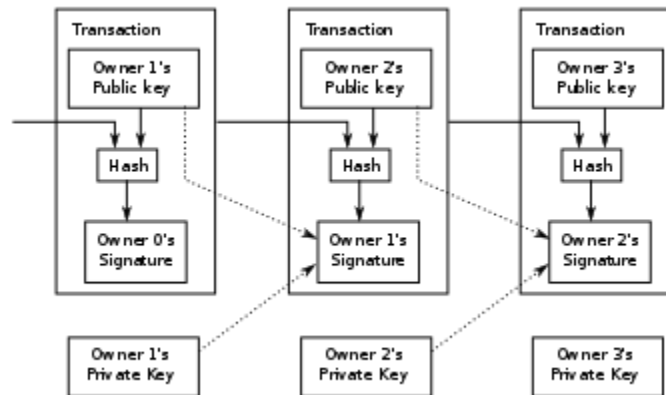 Transaction
Owner 1's
Public key
Hash
Owner 0's
Signature
Transaction
Owner 2's
Public key
Hash
Owner 1's
Signature
Transaction
Owner 3's
Public key
Hash
Owner 2's
Signature
Owner 1's
Private Key
Owner 2's
Private Key
Owner 3's
Private Key